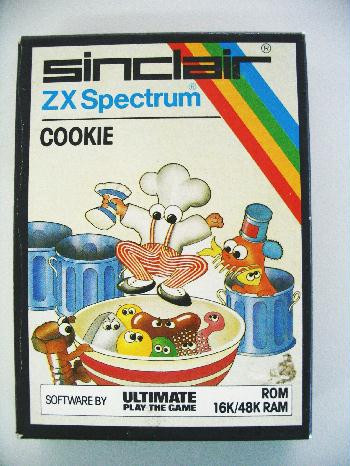 sinclair®
ZX Spectrum®
COOKIE
SOFTWARE BY
ULTIMATE
PLAY THE GAME
ROM
16K/48K RAM